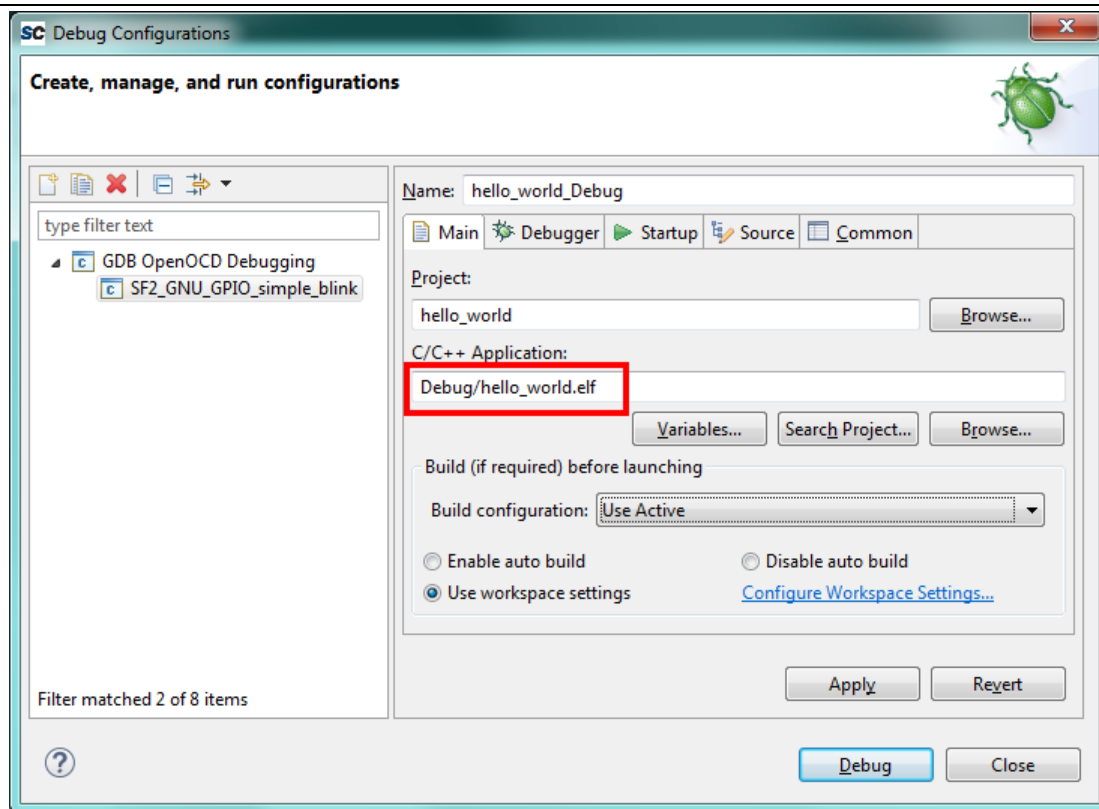 SC Debug Configurations
Create, manage, and run configurations
type filter text
GDB OpenOCD Debugging
SF2_GNU_GPIO_simple_blink
Filter matched 2 of 8 items
Name: hello_world_Debug
Main Debugger Startup Source Common
Project:
hello_world Browse...
C/C++ Application:
Debug/hello_world.elf
Variables... Search Project... Browse...
Build (if required) before launching
Build configuration: Use Active
Enable auto build Disable auto build
Use workspace settings Configure Workspace Settings...
Apply Revert
? Debug Close